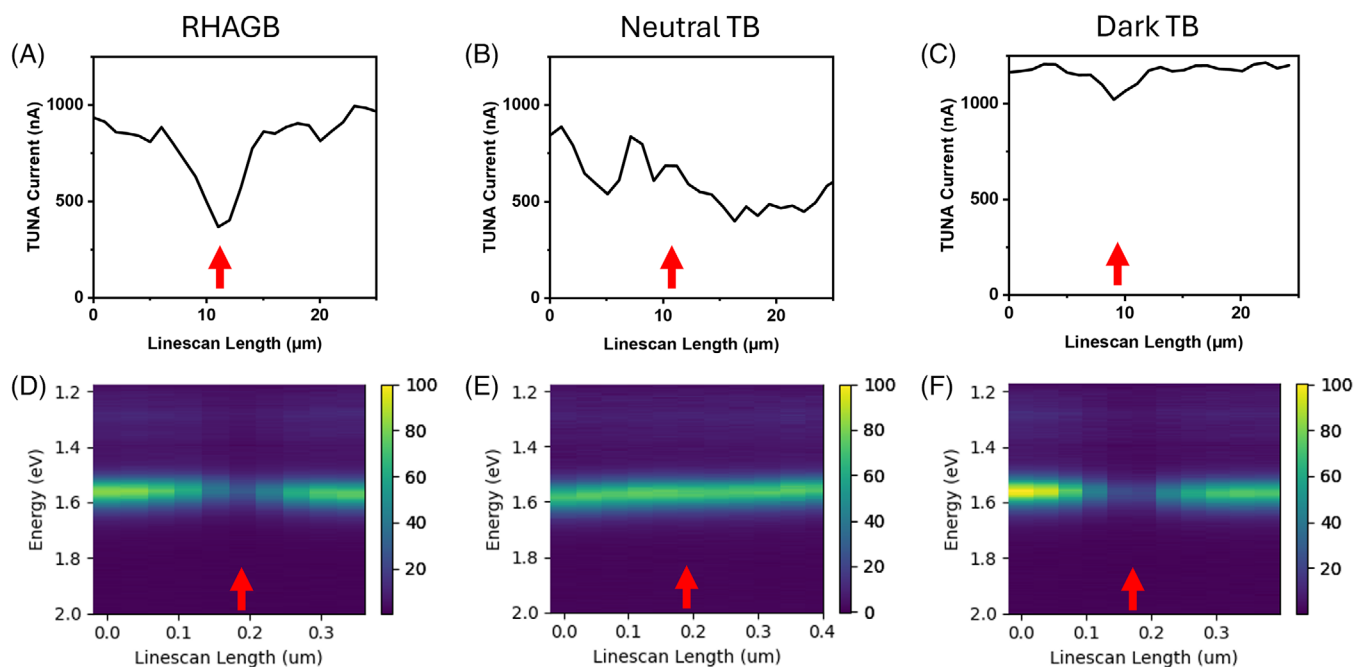 RHAGB
Neutral TB
Dark TB
(A)
TUNA Current (nA)
1000
500
0
0
10
20
Linescan Length (µm)
(B)
TUNA Current (nA)
1000
500
0
0
10
20
Linescan Length (µm)
(C)
TUNA Current (nA)
1000
500
0
0
10
20
Linescan Length (µm)
(D)
Energy (eV)
1.2
1.4
1.6
1.8
2.0
0.0
0.1
0.2
0.3
Linescan Length (um)
100
80
60
40
20
(E)
Energy (eV)
1.2
1.4
1.6
1.8
2.0
0.0
0.1
0.2
0.3
0.4
Linescan Length (um)
100
80
60
40
20
0
(F)
Energy (eV)
1.2
1.4
1.6
1.8
2.0
0.0
0.1
0.2
0.3
Linescan Length (um)
100
80
60
40
20